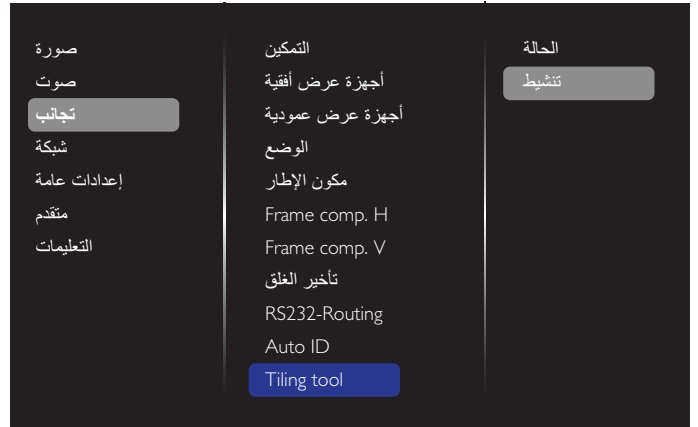 صورة
صوت
تجانب
شبكة
إعدادات عامة
متقدم
التعليمات
التمكين
أجهزة عرض أفقية
أجهزة عرض عمودية
الوضع
مكون الإطار
Frame comp. H
Frame comp. V
تأخير الغلق
RS232-Routing
Auto ID
Tiling tool
الحالة
تنشيط